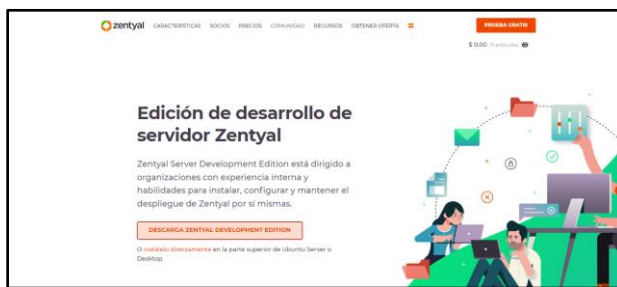 zentyal CARACTERÍSTICAS SOCIOS PRECIOS COMUNIDAD RECURSOS OBTENER OFERTA PRUEBA GRATIS
$ 0,00 0 artículos
Edición de desarrollo de
servidor Zentyal
Zentyal Server Development Edition está dirigido a
organizaciones con experiencia interna y
habilidades para instalar, configurar y mantener el
despliegue de Zentyal por sí mismas.
DESCARGA ZENTYAL DEVELOPMENT EDITION
O instálelo directamente en la parte superior de Ubuntu Server o
Desktop.